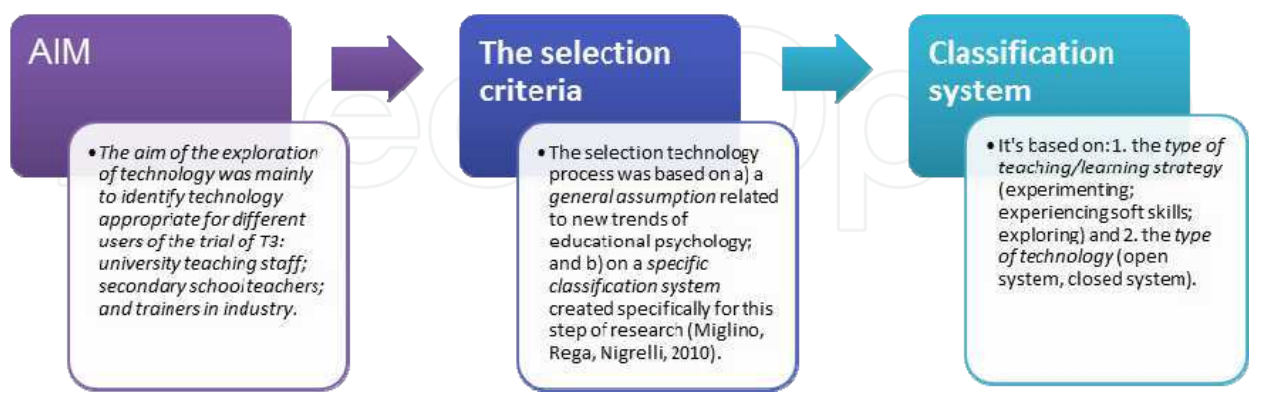 AIM
• The aim of the exploration
of technology was mainly
to identify technology
appropriate for different
users of the trial of T3:
university teaching staff;
secondary school teachers;
and trainers in industry.
The selection
criteria
• The selection technology
process was based on a) a
general assumption related
to new trends of
educational psychology;
and b) on a specific
classification system
created specifically for this
step of research (Miglino,
Rega, Nigrelli, 2010).
Classification
system
• It's based on: 1. the type of
teaching/learning strategy
(experimenting;
experiencing soft skills;
exploring) and 2. the type
of technology (open
system, closed system).